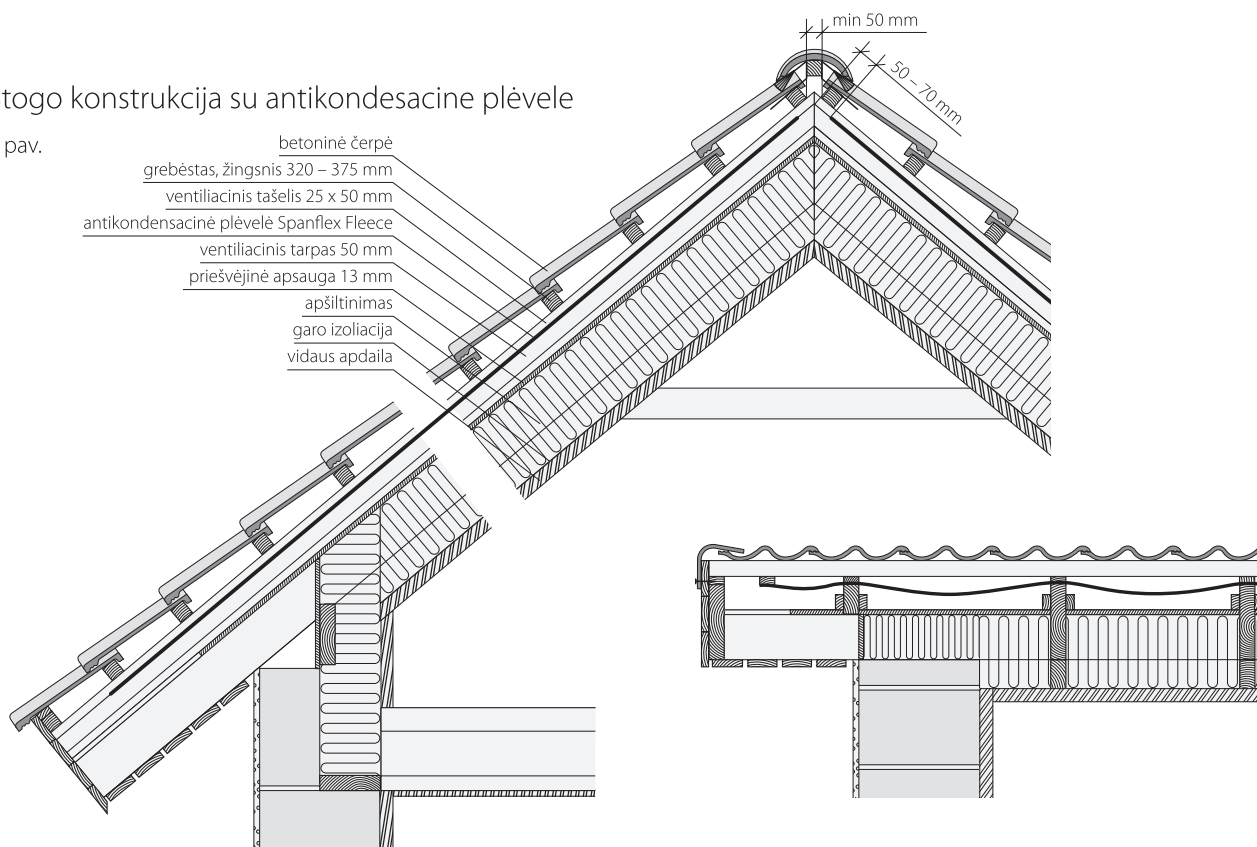 togo konstrukcija su antikondesacine plėvele
pav.
betoninė čerpė
grebėstas, žingsnis 320 – 375 mm
ventiliacinis tašelis 25 x 50 mm
antikondensacinė plėvelė Spanflex Fleece
ventiliacinis tarpas 50 mm
priešvėjinė apsauga 13 mm
apšiltinimas
garo izoliacija
vidaus apdaila
min 50 mm
50 – 70 mm